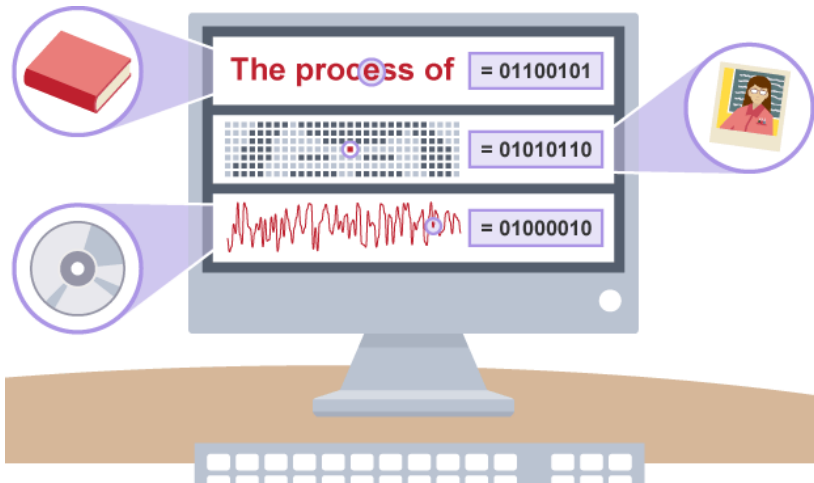 The process of = 01100101
= 01010110
= 01000010